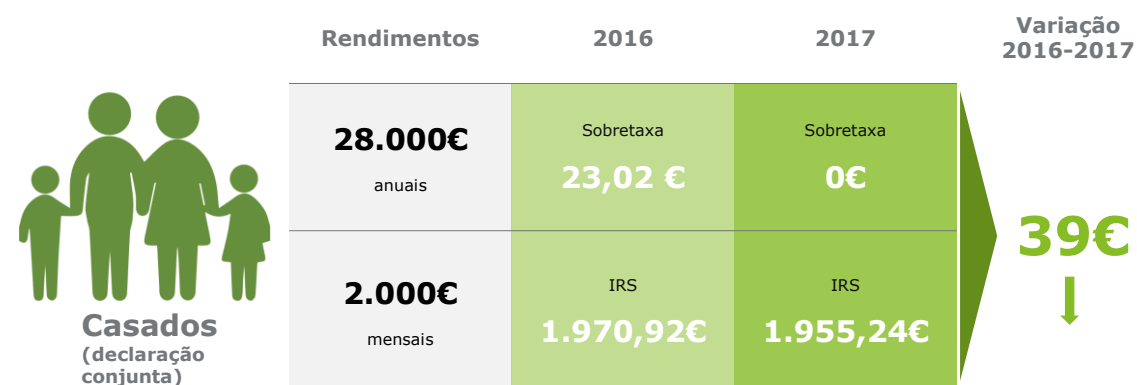 Rendimentos 2016 2017 Variação
2016-2017
28.000€
anuais
Sobretaxa
23,02 €
Sobretaxa
0€
2.000€
mensais
IRS
1.970,92€
IRS
1.955,24€
39€
Casados
(declaração
conjunta)